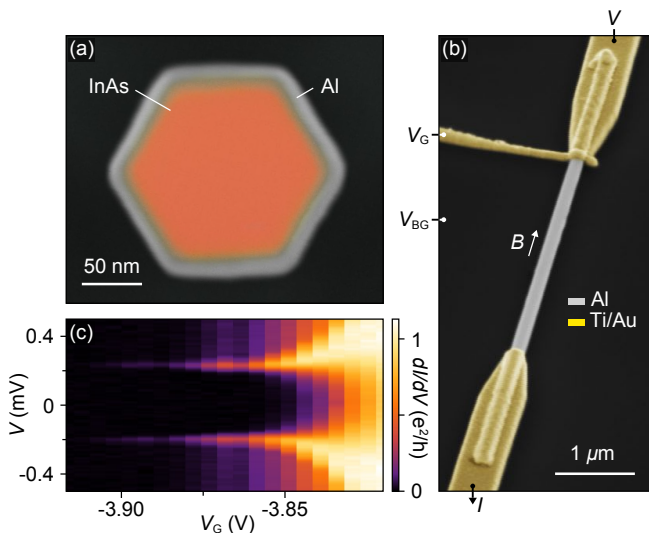 (a)
InAs
Al
50 nm
(b)
V
V_G
V_BG
B
Al
Ti/Au
1 µm
I
(c)
0.4
0
-0.4
V (mV)
-3.90
-3.85
V_G (V)
1
0
dI/dV (e²/h)